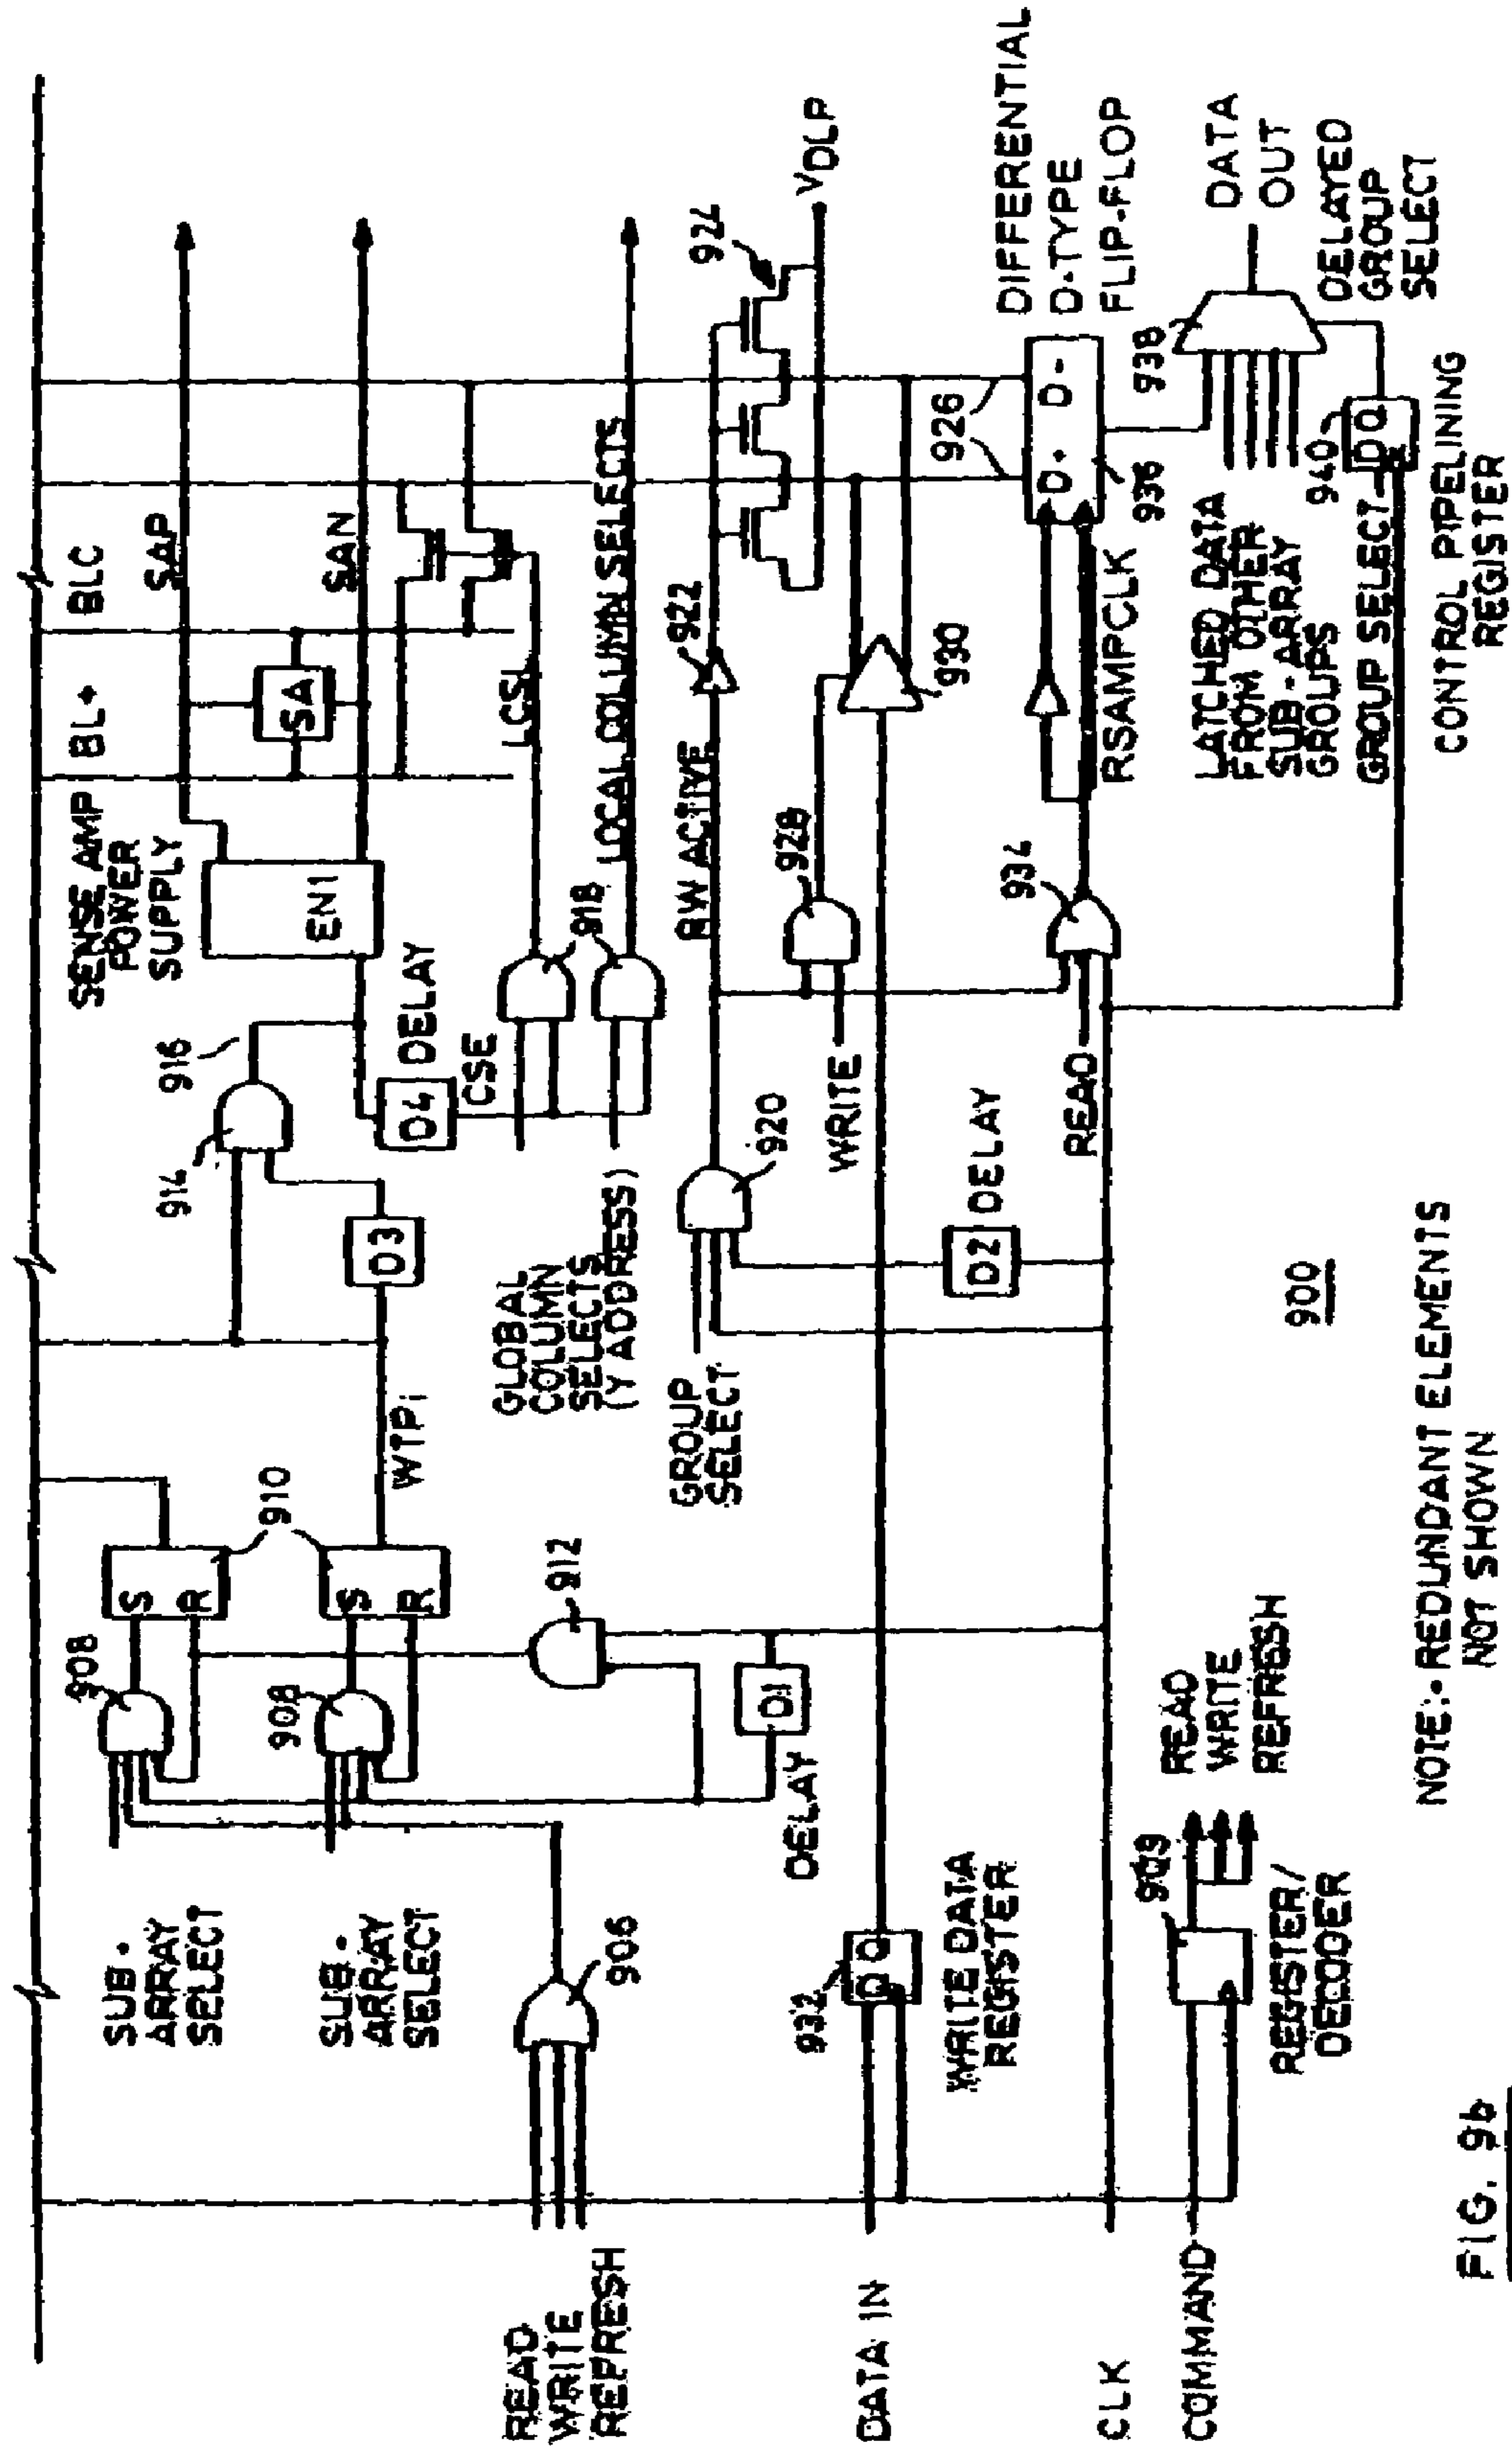 SENSE AMP
POWER
SUPPLY
BL+
BLC
SAP
SAN
SA
EN1
916
914
D4
DELAY
CSE
D3
WTPi
LCSL
918
LOCAL COLUMN SELECTS
GLOBAL
COLUMN
SELECTS
(Y ADDRESS)
SUB-
ARRAY
SELECT
SUB-
ARRAY
SELECT
908
908
S
R
S
R
910
912
D1
DELAY
READ
WRITE
REFRESH
906
GROUP
SELECT
920
RW ACTIVE
922
924
VDLP
WRITE
928
930
926
DATA IN
932
D Q
WRITE DATA
REGISTER
D2
DELAY
READ
934
RSAMPCLK
D+ D-
936
DIFFERENTIAL
D-TYPE
FLIP-FLOP
938
DATA
OUT
LATCHED DATA
FROM OTHER
SUB-ARRAY
GROUPS
GROUP SELECT
940
D Q
DELAYED
GROUP
SELECT
CONTROL PIPELINING
REGISTER
CLK
COMMAND
909
READ
WRITE
REFRESH
REGISTER/
DECODER
900
NOTE:- REDUNDANT ELEMENTS
NOT SHOWN
FIG. 9b